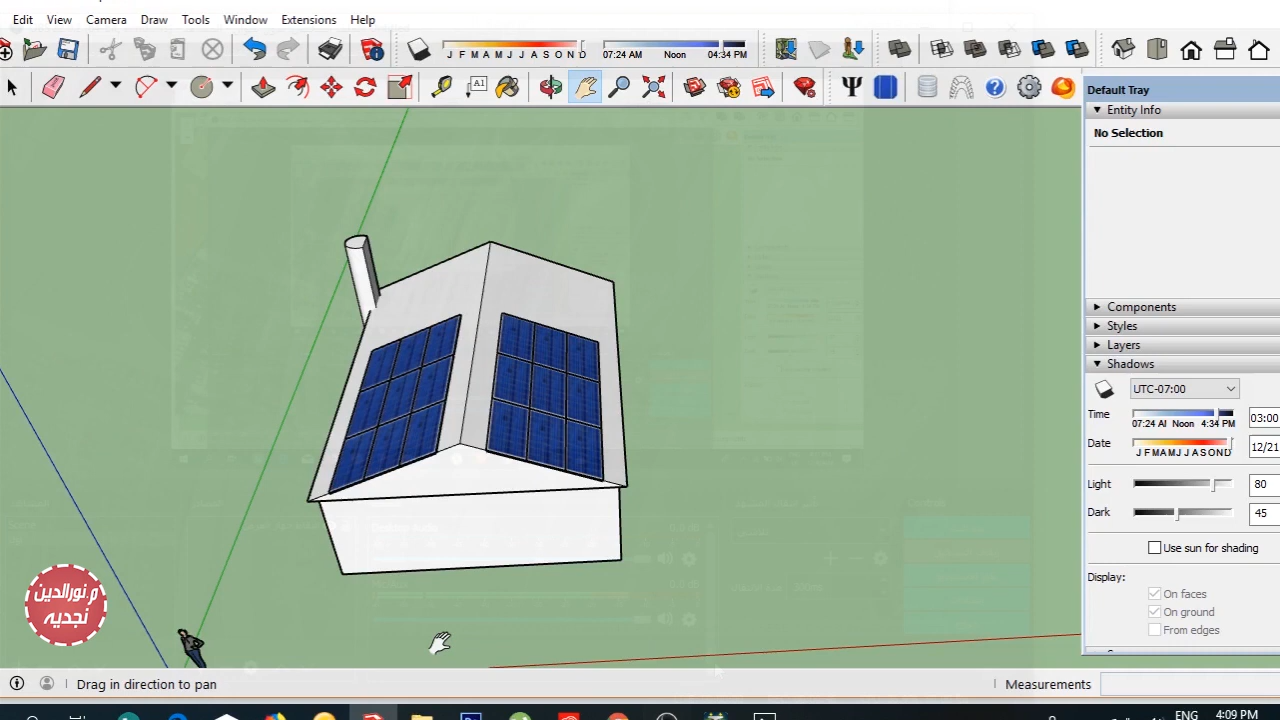 Edit View Camera Draw Tools Window Extensions Help
J F M A M J J A S O N D
07:24 AM Noon 04:34 PM
AI
Default Tray
Entity Info
No Selection
Components
Styles
Layers
Shadows
UTC-07:00
Time
03:00
07:24 AI Noon 4:34 PM
Date
12/21
J F M A M J J A S O N D
Light
80
Dark
45
Use sun for shading
Display:
On faces
On ground
From edges
م.نورالدين
نجديه
Drag in direction to pan
Measurements
ENG
4:09 PM